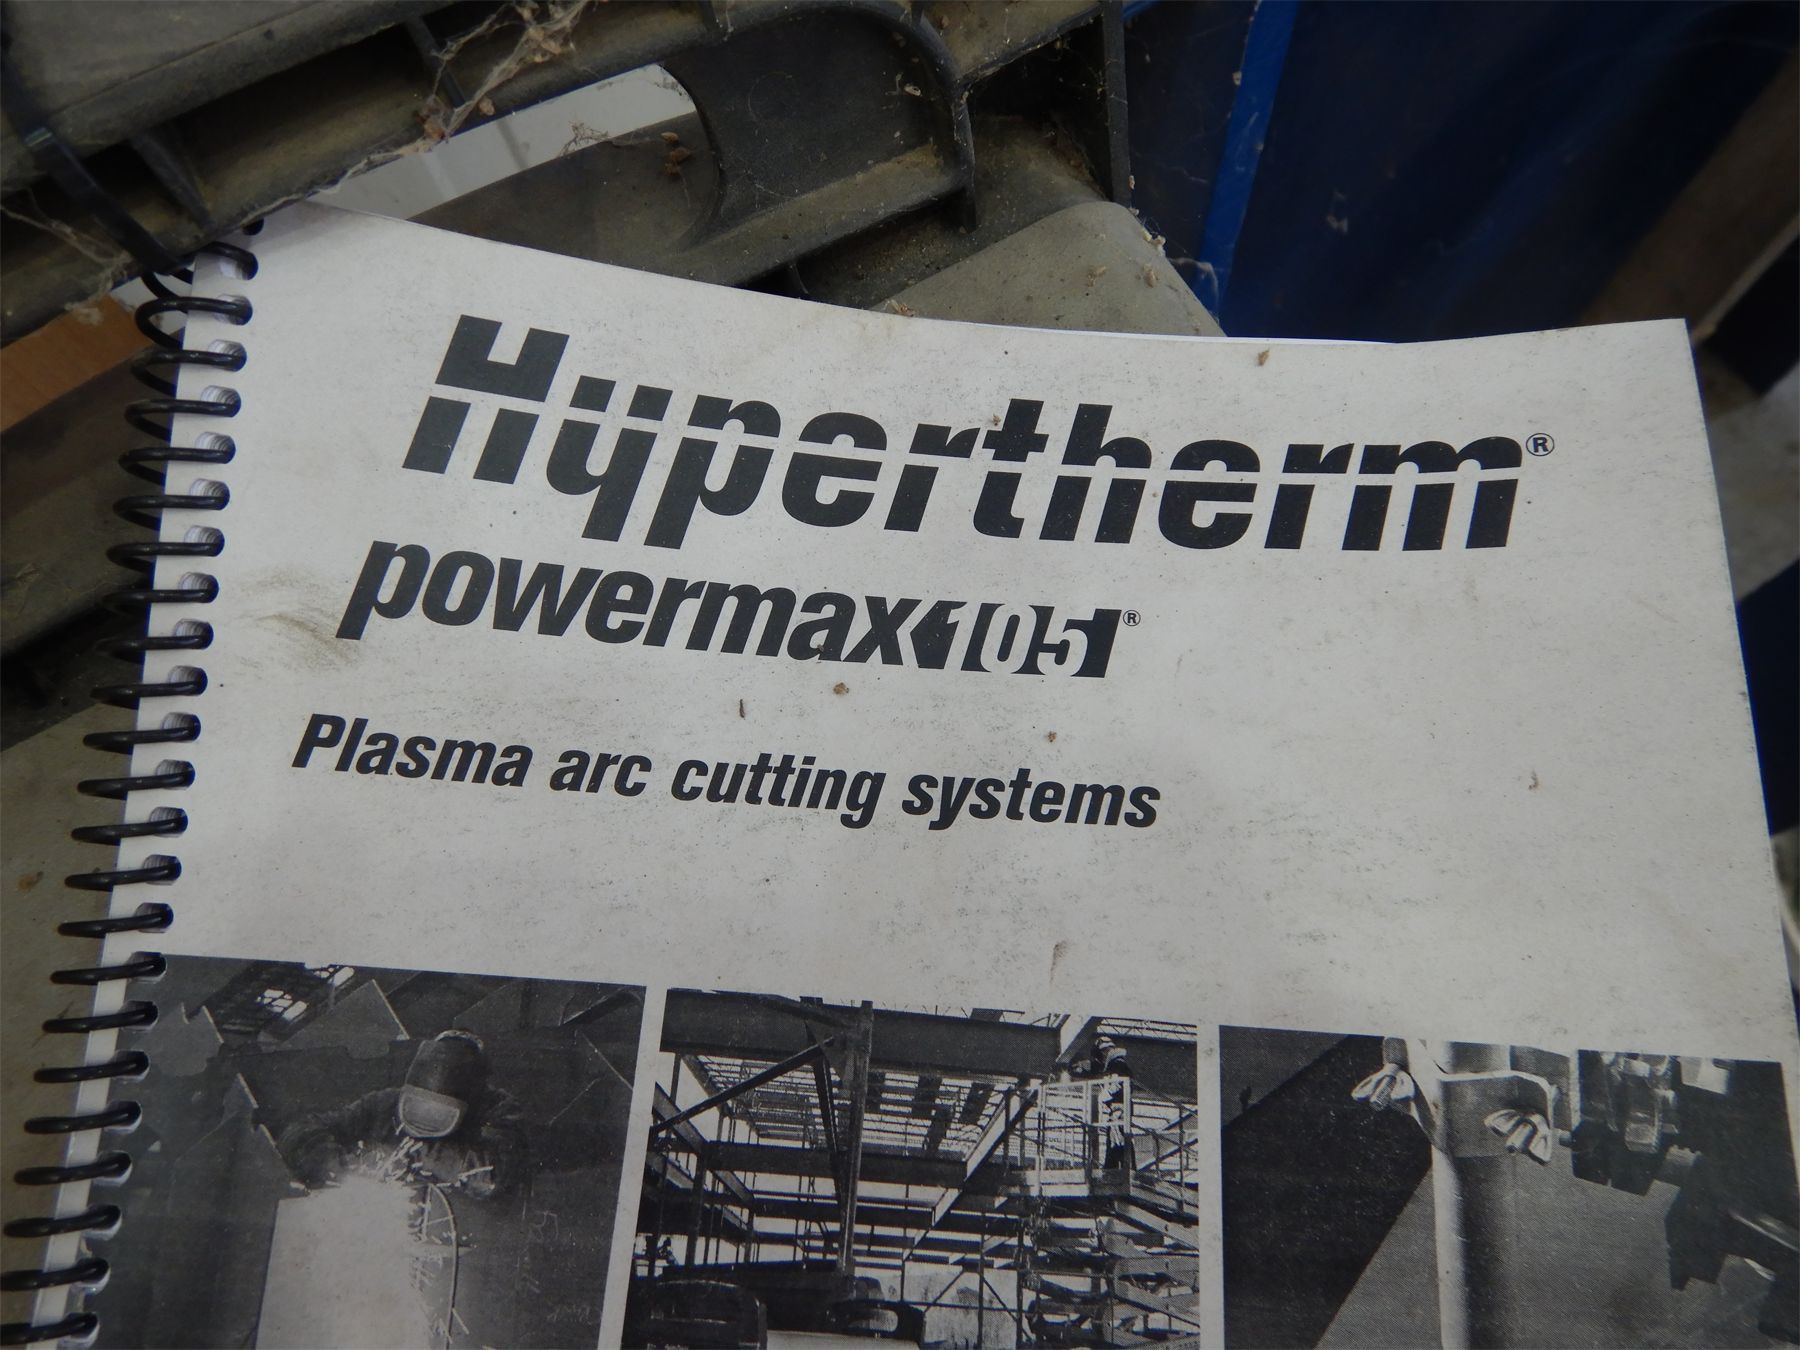 Hypertherm®
powermax105®
Plasma arc cutting systems